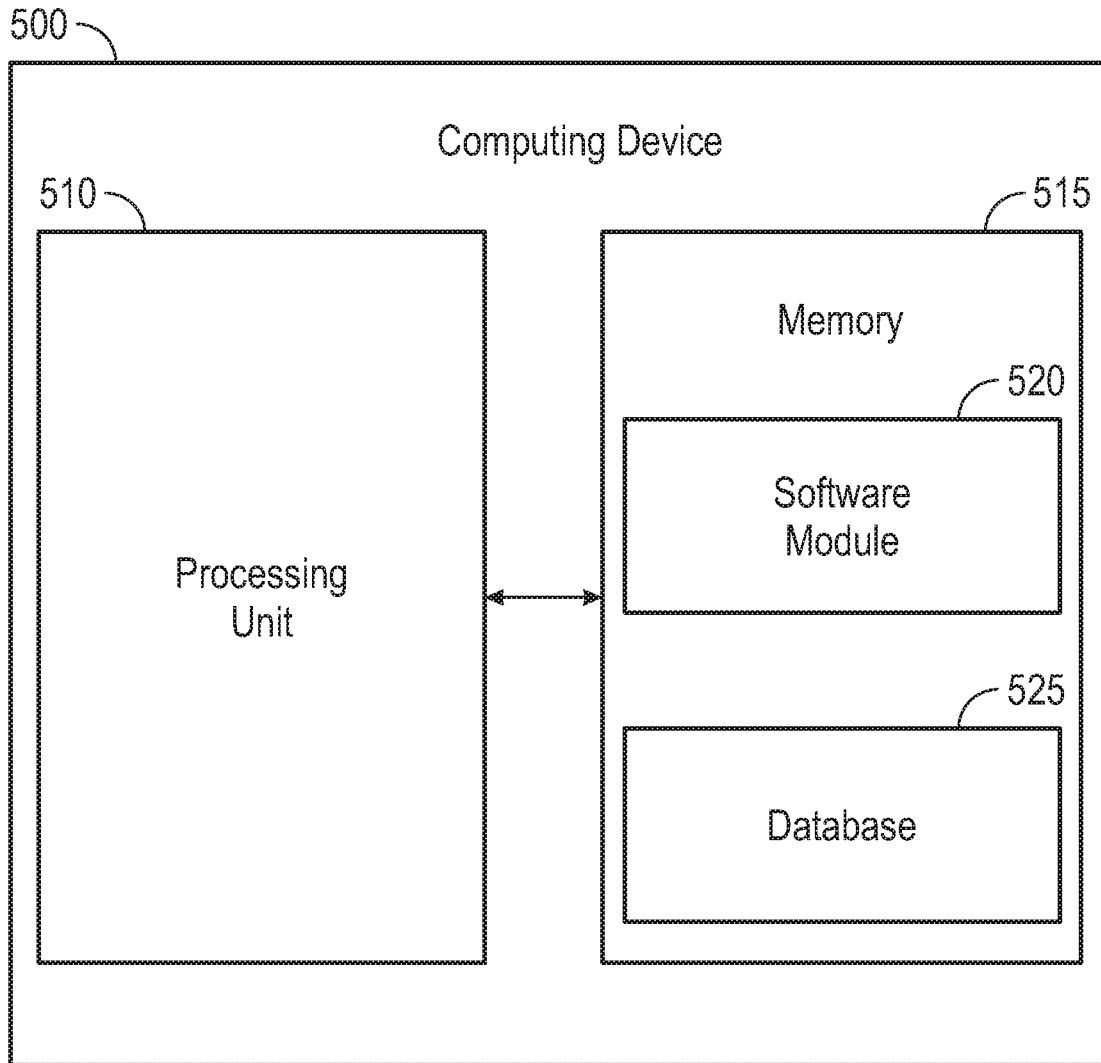 500
Computing Device
510
515
Memory
520
Software
Module
Processing
Unit
525
Database